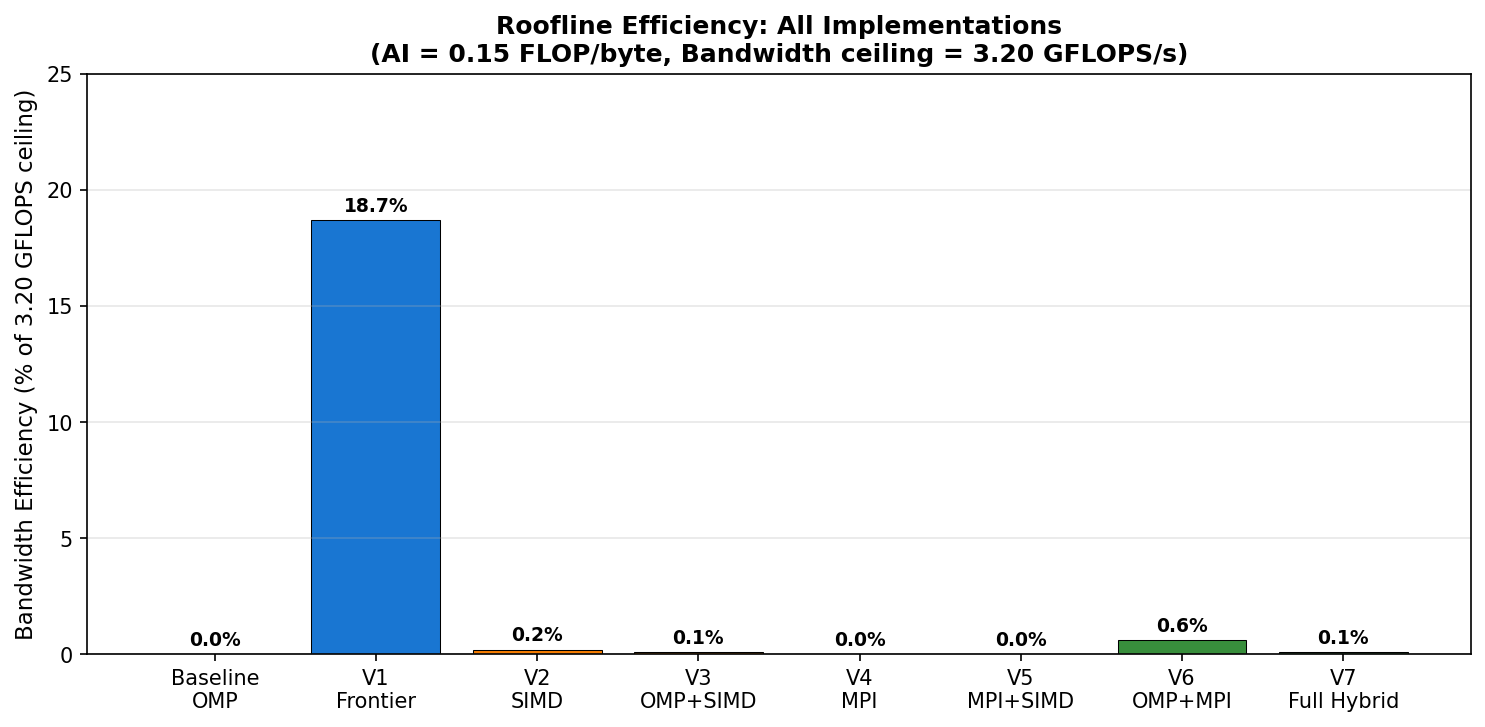 Roofline Efficiency: All Implementations
(AI = 0.15 FLOP/byte, Bandwidth ceiling = 3.20 GFLOPS/s)
Bandwidth Efficiency (% of 3.20 GFLOPS ceiling)
25
20
15
10
5
0
0.0%
18.7%
0.2%
0.1%
0.0%
0.0%
0.6%
0.1%
Baseline
OMP
V1
Frontier
V2
SIMD
V3
OMP+SIMD
V4
MPI
V5
MPI+SIMD
V6
OMP+MPI
V7
Full Hybrid